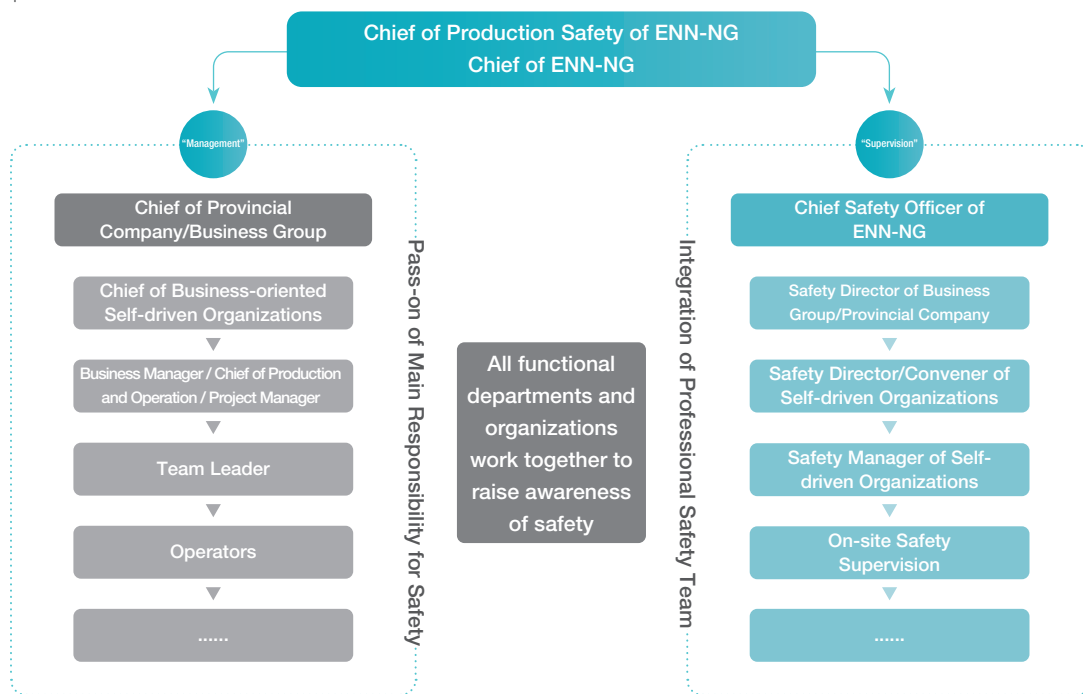 Chief of Production Safety of ENN-NG
Chief of ENN-NG
"Management"
Chief of Provincial
Company/Business Group
Chief of Business-oriented
Self-driven Organizations
Business Manager / Chief of Production
and Operation / Project Manager
Team Leader
Operators
......
Pass-on of Main Responsibility for Safety
All functional
departments and
organizations
work together to
raise awareness
of safety
Integration of Professional Safety Team
"Supervision"
Chief Safety Officer of
ENN-NG
Safety Director of Business
Group/Provincial Company
Safety Director/Convener of
Self-driven Organizations
Safety Manager of Self-
driven Organizations
On-site Safety
Supervision
......